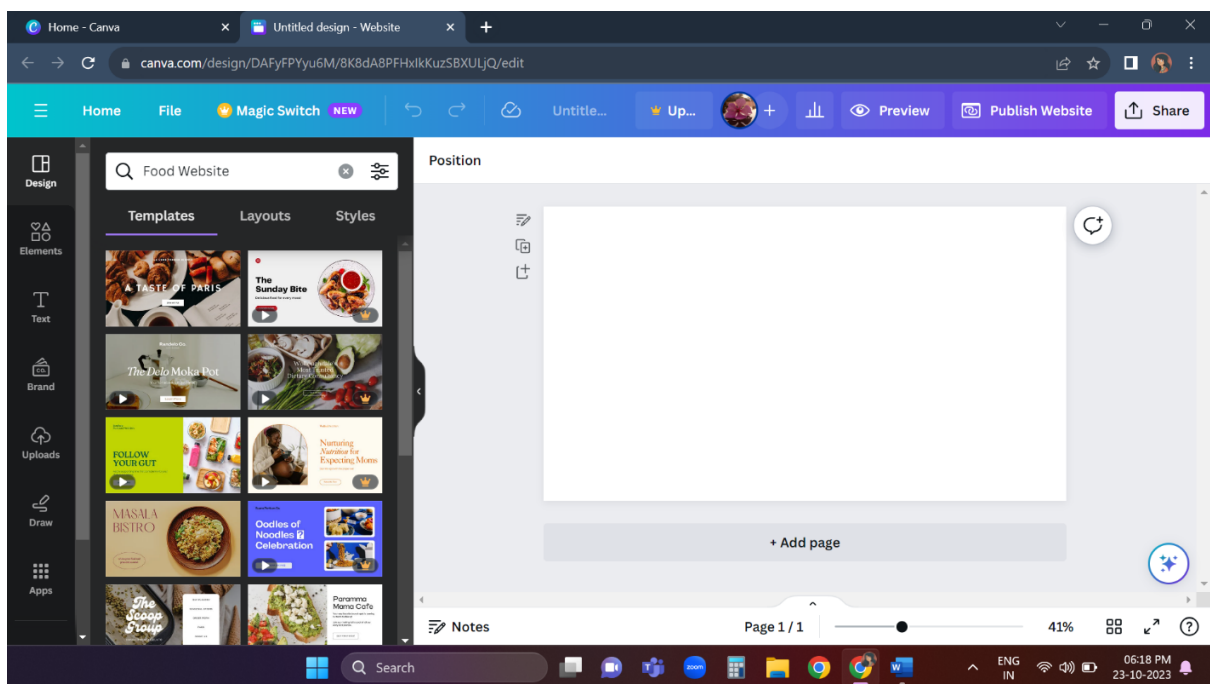 Home - Canva
Untitled design - Website
canva.com/design/DAFyFPYyu6M/8K8dA8PFHxIkKuzSBXULjQ/edit
Home File Magic Switch NEW Untitle... Up... + Preview Publish Website Share
Design
Elements
Text
Brand
CO.
Uploads
Draw
Apps
Food Website
Templates Layouts Styles
A TASTE OF PARIS
The
Sunday Bite
The Delo Moka Pot
FOLLOW
YOUR GUT
Nurturing
Nutrition for
Expecting Moms
MASALA
BISTRO
Oodles of
Noodles
Celebration
The
Scoop
Group
Paramma
Mama Cafe
Position
+ Add page
Notes
Page 1 / 1
41%
Search
zoom
W
ENG
IN
06:18 PM
23-10-2023